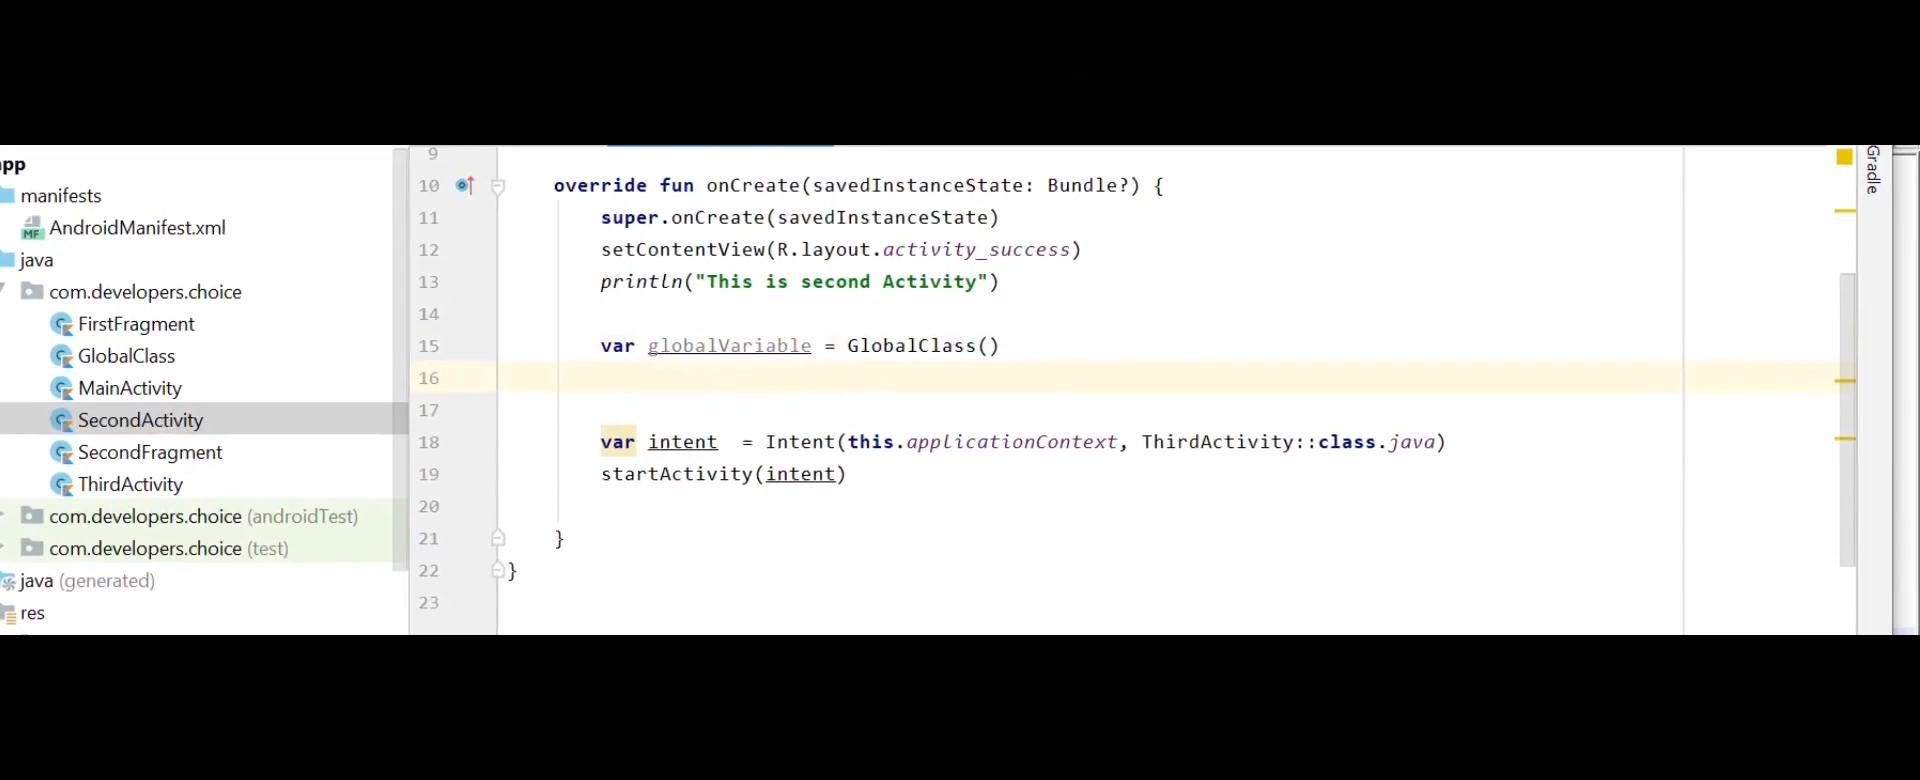 app
manifests
AndroidManifest.xml
java
com.developers.choice
FirstFragment
GlobalClass
MainActivity
SecondActivity
SecondFragment
ThirdActivity
com.developers.choice (androidTest)
com.developers.choice (test)
java (generated)
res
9
10 override fun onCreate(savedInstanceState: Bundle?) {
11 super.onCreate(savedInstanceState)
12 setContentView(R.layout.activity_success)
13 println("This is second Activity")
14
15 var globalVariable = GlobalClass()
16
17
18 var intent = Intent(this.applicationContext, ThirdActivity::class.java)
19 startActivity(intent)
20
21 }
22 }
23
Gradle